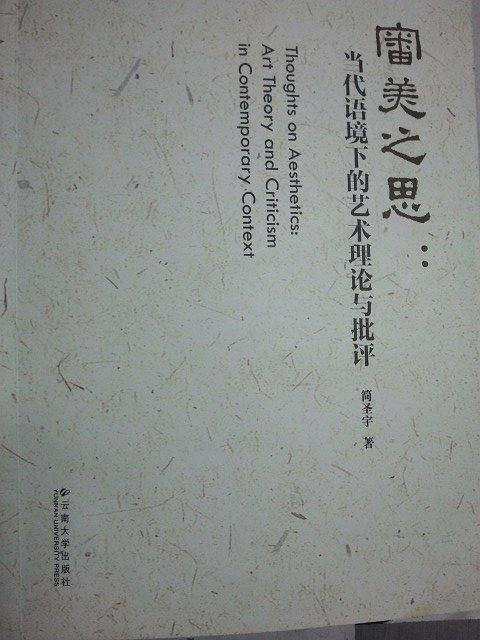 審美之思:
当代语境下的艺术理论与批评
Thoughts on Aesthetics:
Art Theory and Criticism
in Contemporary Context
简圣宇 著
云南大学出版社
YUNNAN UNIVERSITY PRESS